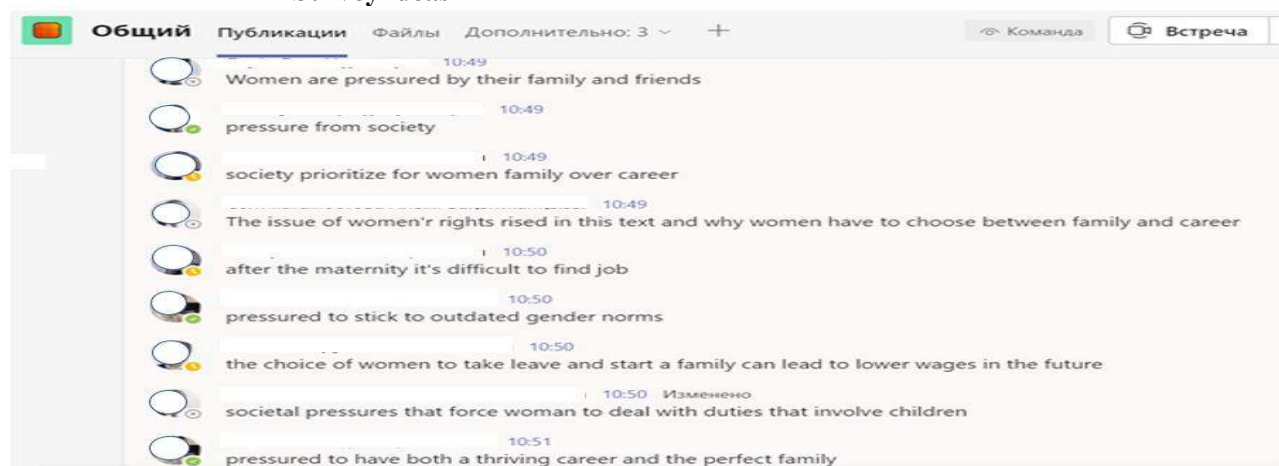 Общий Публикации Файлы Дополнительно: 3 Команда Встреча
10:49
Women are pressured by their family and friends
10:49
pressure from society
10:49
society prioritize for women family over career
10:49
The issue of women'r rights rised in this text and why women have to choose between family and career
10:50
after the maternity it's difficult to find job
10:50
pressured to stick to outdated gender norms
10:50
the choice of women to take leave and start a family can lead to lower wages in the future
10:50 Изменено
societal pressures that force woman to deal with duties that involve children
10:51
pressured to have both a thriving career and the perfect family